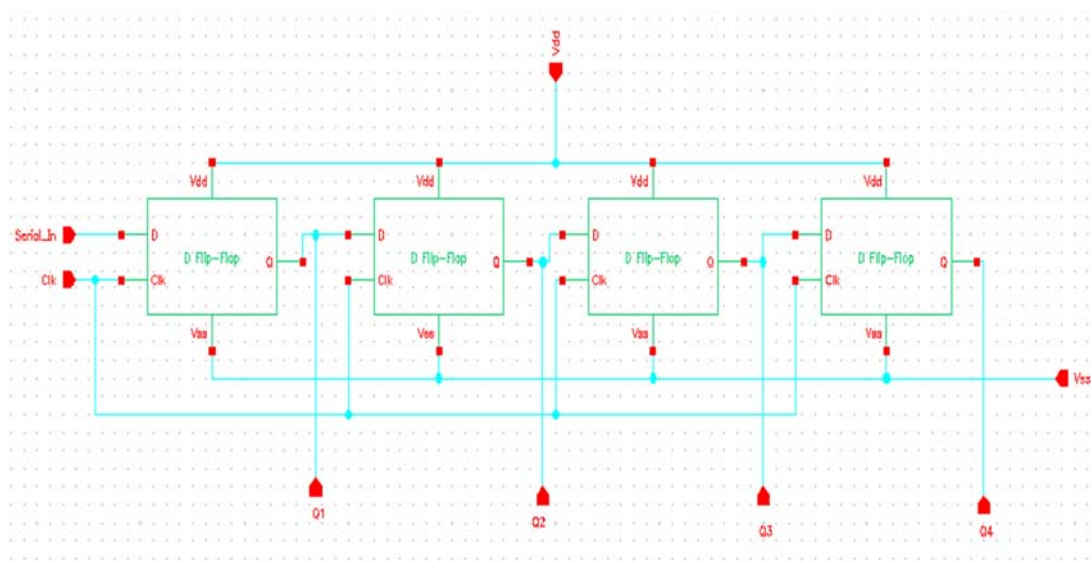 Vdd
Vdd Vdd Vdd Vdd
Serial_In D D D D
D Flip-Flop Q D Flip-Flop Q D Flip-Flop Q D Flip-Flop Q
Clk Clk Clk Clk Clk
Vss Vss Vss Vss
Vss
Q1
Q2
Q3
Q4